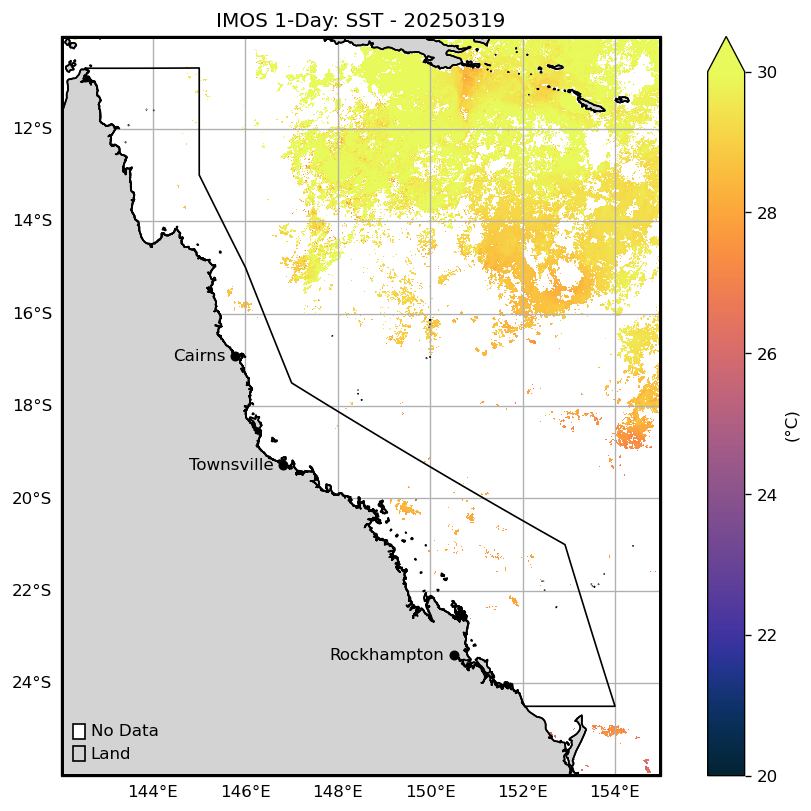 IMOS 1-Day: SST - 20250319
12°S
14°S
16°S
18°S
20°S
22°S
24°S
Cairns
Townsville
Rockhampton
No Data
Land
144°E 146°E 148°E 150°E 152°E 154°E
30
28
26
24
22
20
(°C)